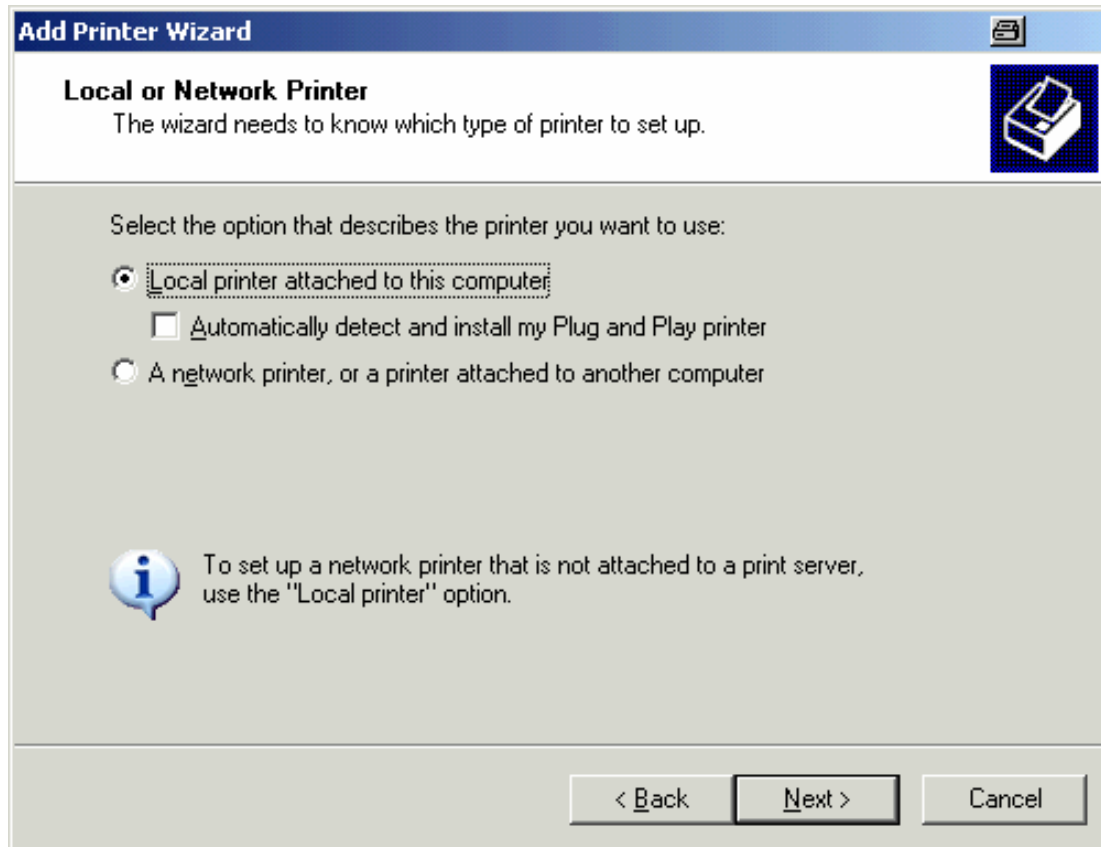 Add Printer Wizard
Local or Network Printer
The wizard needs to know which type of printer to set up.
Select the option that describes the printer you want to use:
Local printer attached to this computer
Automatically detect and install my Plug and Play printer
A network printer, or a printer attached to another computer
To set up a network printer that is not attached to a print server,
use the "Local printer" option.
< Back
Next >
Cancel